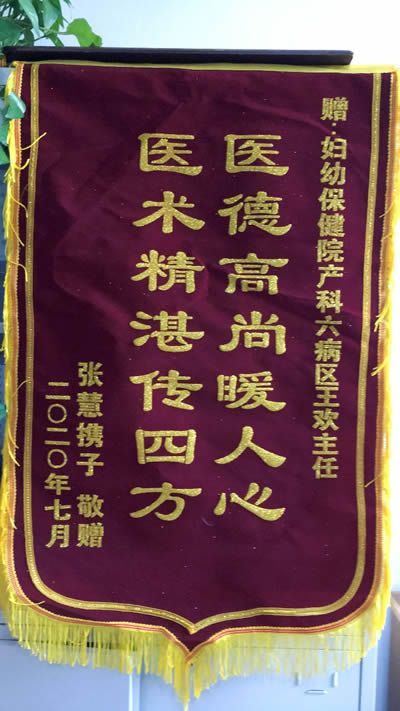 赠:妇幼保健院产科六病区王欢主任
医德高尚暖人心
医术精湛传四方
张慧携子 敬赠
二〇二〇年七月